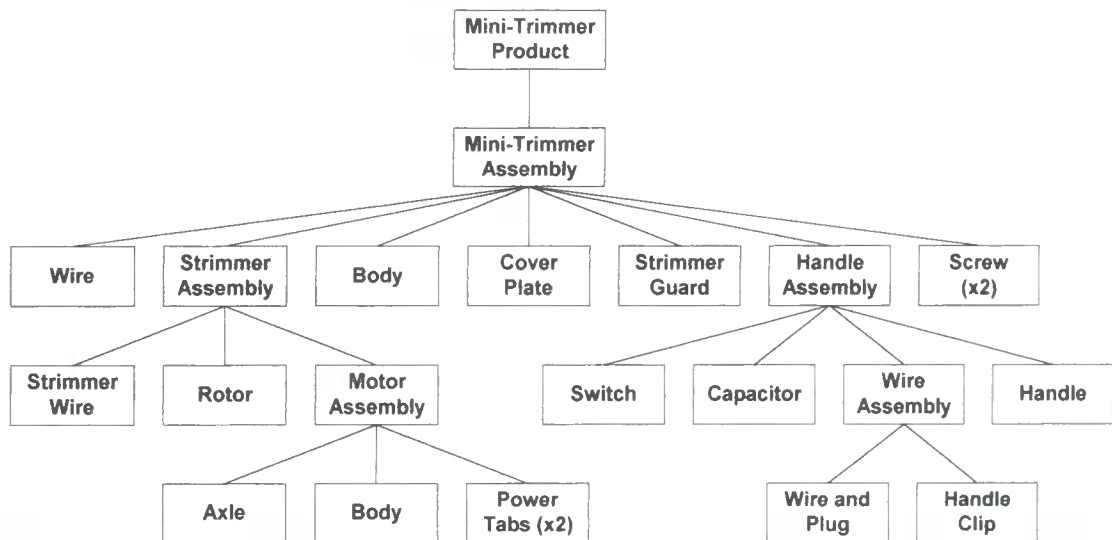 Mini-Trimmer
Product
Mini-Trimmer
Assembly
Wire
Strimmer
Assembly
Body
Cover
Plate
Strimmer
Guard
Handle
Assembly
Screw
(x2)
Strimmer
Wire
Rotor
Motor
Assembly
Switch
Capacitor
Wire
Assembly
Handle
Axle
Body
Power
Tabs (x2)
Wire and
Plug
Handle
Clip